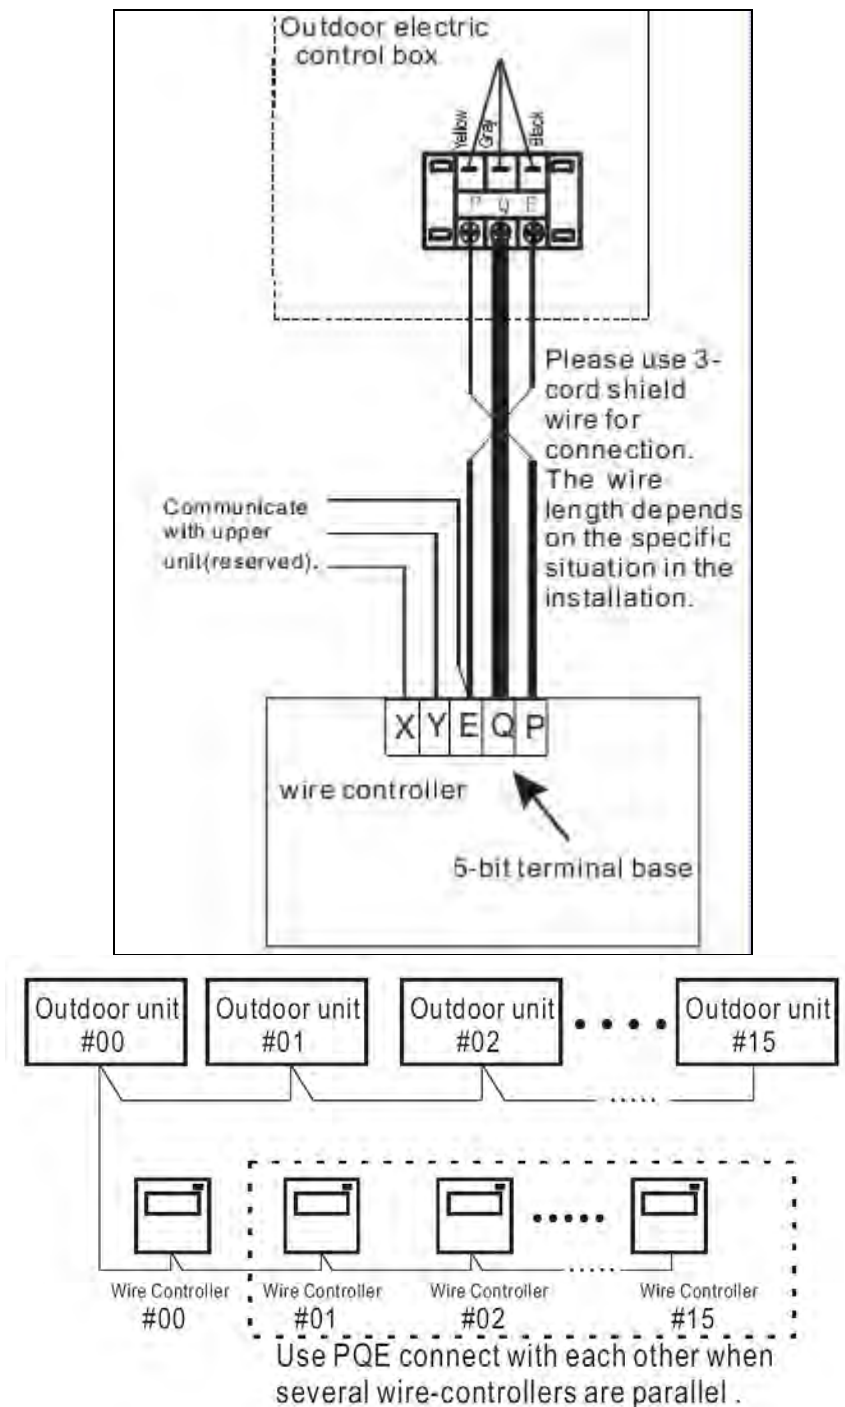 Outdoor electric
control box
Yellow
Gray
Black
P Q E
Please use 3-
cord shield
wire for
connection.
The wire
length depends
on the specific
situation in the
installation.
Communicate
with upper
unit(reserved).
X Y E Q P
wire controller
5-bit terminal base
Outdoor unit
#00
Outdoor unit
#01
Outdoor unit
#02
Outdoor unit
#15
Wire Controller
#00
Wire Controller
#01
Wire Controller
#02
Wire Controller
#15
Use PQE connect with each other when
several wire-controllers are parallel .